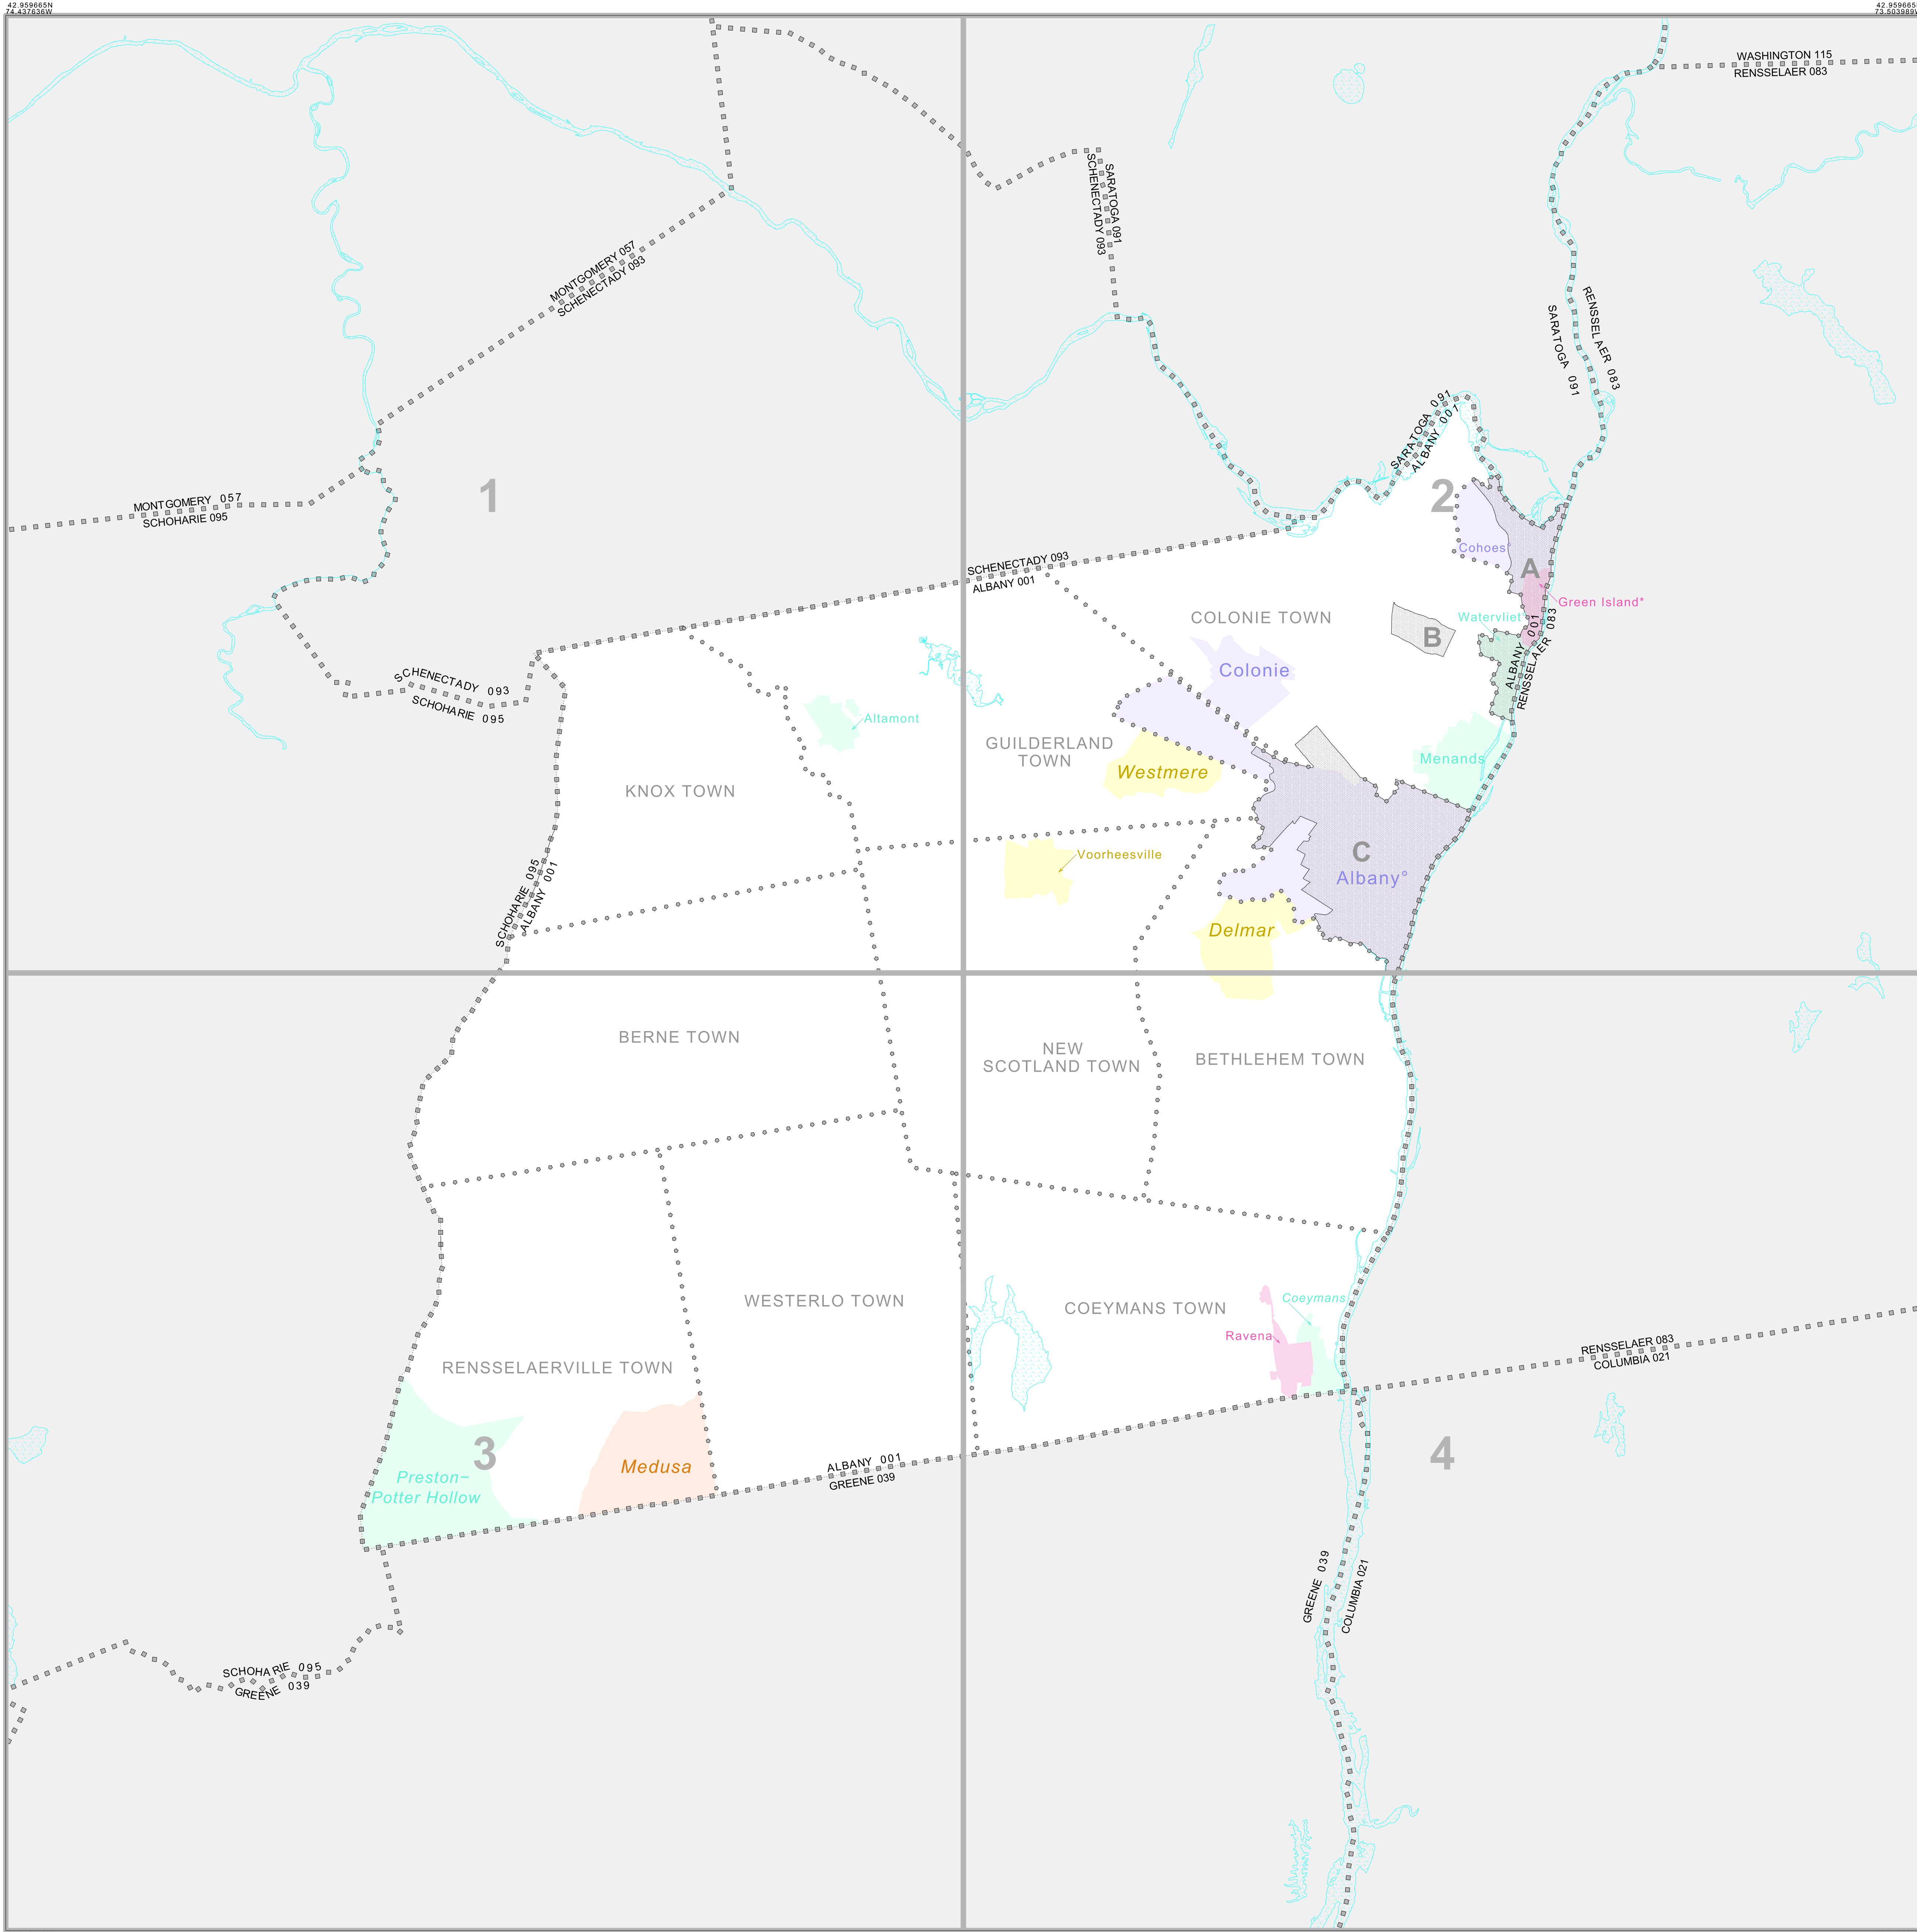 42.959665N
74.437636W
42.959665
73.503989W
WASHINGTON 115
RENSSELAER 083
SARATOGA 091
SCHENECTADY 093
MONTGOMERY 057
SCHENECTADY 093
RENSSELAER 083
SARATOGA 091
SARATOGA 091
ALBANY 001
1
2
MONTGOMERY 057
SCHOHARIE 095
Cohoes
A
SCHENECTADY 093
ALBANY 001
Green Island*
COLONIE TOWN
Watervliet
B
ALBANY 001
RENSSELAER 083
Colonie
SCHENECTADY 093
SCHOHARIE 095
Altamont
GUILDERLAND
TOWN
Menands
Westmere
KNOX TOWN
Voorheesville
C
Albany°
SCHOHARIE 095
ALBANY 001
Delmar
BERNE TOWN
NEW
SCOTLAND TOWN
BETHLEHEM TOWN
WESTERLO TOWN
COEYMANS TOWN
Coeymans
Ravena
RENSSELAER 083
COLUMBIA 021
RENSSELAERVILLE TOWN
3
4
Medusa
Preston-
Potter Hollow
ALBANY 001
GREENE 039
GREENE 039
COLUMBIA 021
SCHOHARIE 095
GREENE 039